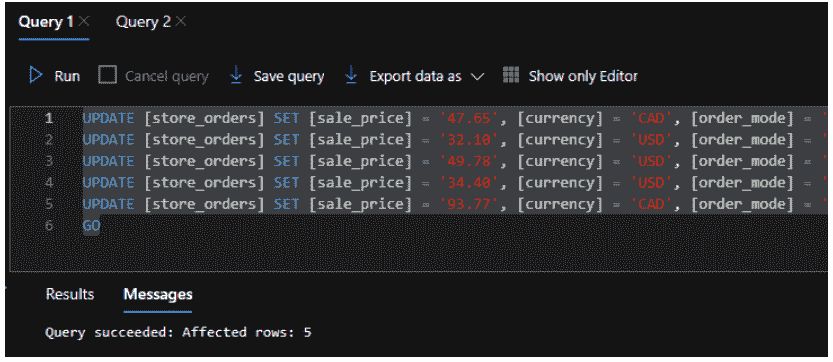 Query 1 Query 2
Run Cancel query Save query Export data as Show only Editor
1 UPDATE [store_orders] SET [sale_price] = '47.65', [currency] = 'CAD', [order_mode] = '
2 UPDATE [store_orders] SET [sale_price] = '32.10', [currency] = 'USD', [order_mode] = '
3 UPDATE [store_orders] SET [sale_price] = '49.78', [currency] = 'USD', [order_mode] = '
4 UPDATE [store_orders] SET [sale_price] = '34.40', [currency] = 'USD', [order_mode] = '
5 UPDATE [store_orders] SET [sale_price] = '93.77', [currency] = 'CAD', [order_mode] = '
6 GO
Results Messages
Query succeeded: Affected rows: 5